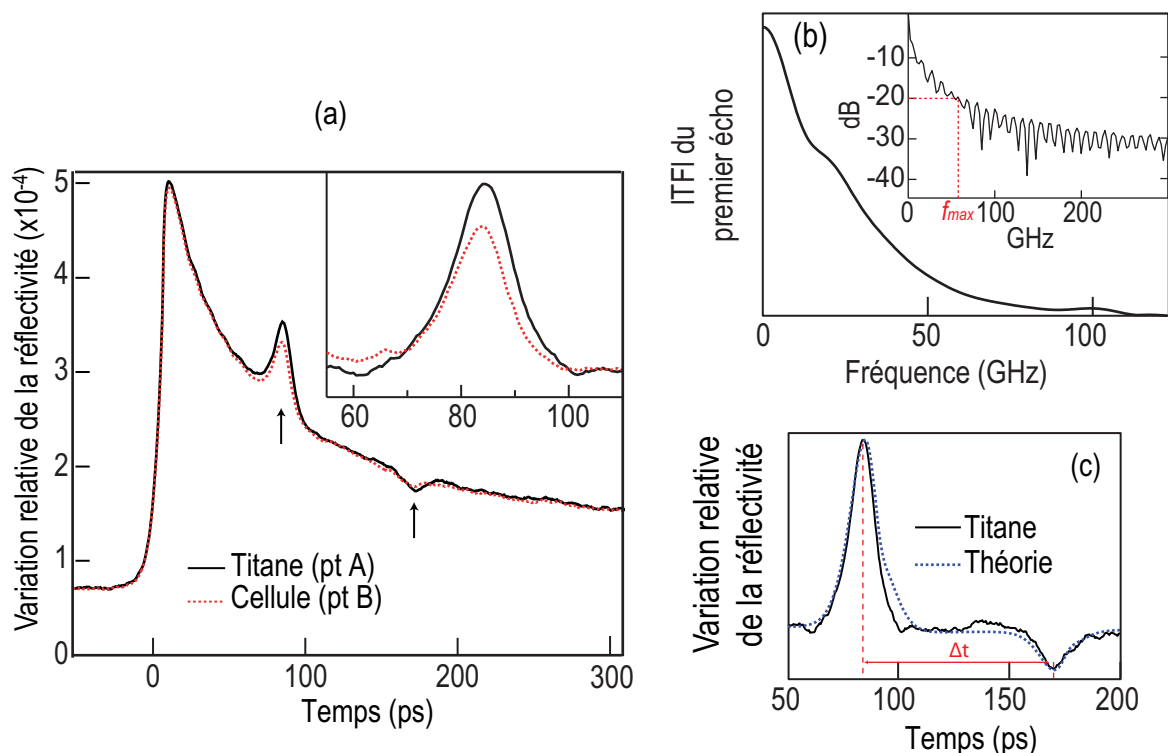 (a)
Variation relative de la réflectivité (x10⁻⁴)
5
4
3
2
1
0
60 80 100
Titane (pt A)
Cellule (pt B)
0 100 200 300
Temps (ps)
(b)
ITFI du
premier écho
dB
-10
-20
-30
-40
0 fmax 100 200
GHz
0 50 100
Fréquence (GHz)
(c)
Variation relative
de la réflectivité
Titane
Théorie
Δt
50 100 150 200
Temps (ps)